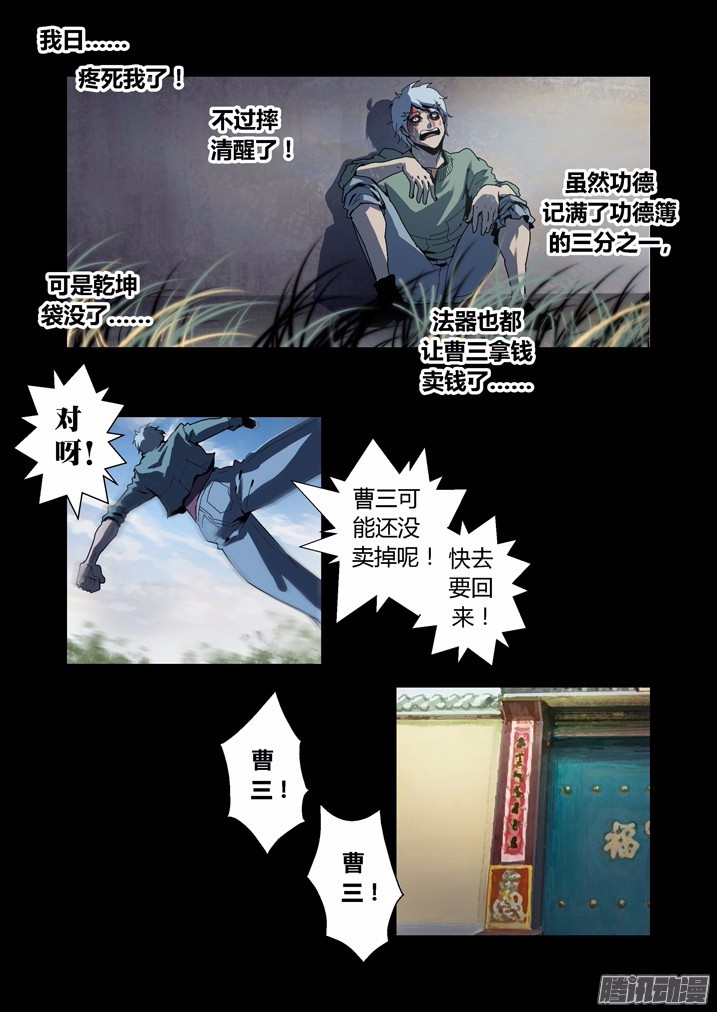 我日……
疼死我了！
不过摔
清醒了！
虽然功德
记满了功德簿
的三分之一,
可是乾坤
袋没了……
法器也都
让曹三拿钱
卖钱了……
对
呀！
曹三可
能还没
卖掉呢！
快去
要回
来！
曹
三！
曹
三！
福
腾讯动漫